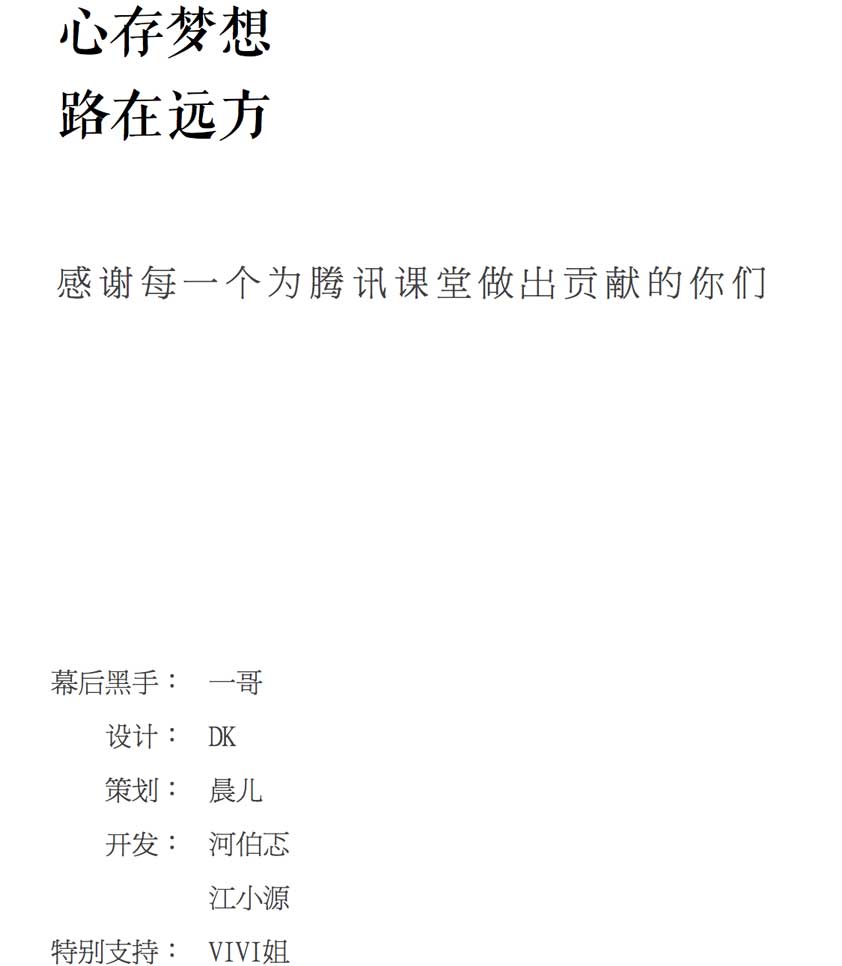 心存梦想
路在远方
感谢每一个为腾讯课堂做出贡献的你们
幕后黑手： 一哥
设计： DK
策划： 晨儿
开发： 河伯忑
江小源
特别支持： VIVI姐